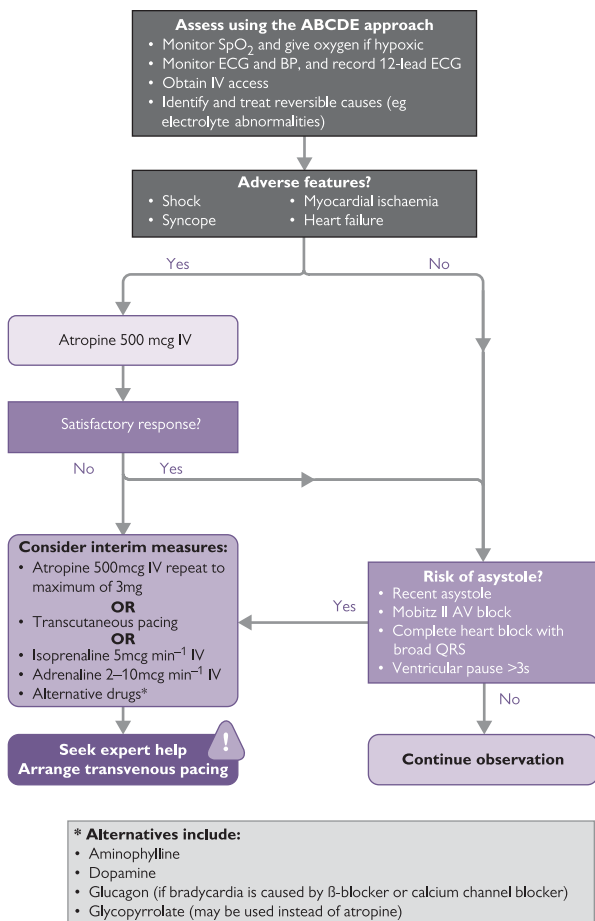 Assess using the ABCDE approach
• Monitor SpO₂ and give oxygen if hypoxic
• Monitor ECG and BP, and record 12-lead ECG
• Obtain IV access
• Identify and treat reversible causes (eg
electrolyte abnormalities)
Adverse features?
• Shock
• Syncope
• Myocardial ischaemia
• Heart failure
Yes
No
Atropine 500 mcg IV
Satisfactory response?
No
Yes
Consider interim measures:
• Atropine 500mcg IV repeat to
maximum of 3mg
OR
• Transcutaneous pacing
OR
• Isoprenaline 5mcg min⁻¹ IV
• Adrenaline 2–10mcg min⁻¹ IV
• Alternative drugs*
Yes
Risk of asystole?
• Recent asystole
• Mobitz II AV block
• Complete heart block with
broad QRS
• Ventricular pause >3s
No
!
Seek expert help
Arrange transvenous pacing
Continue observation
* Alternatives include:
• Aminophylline
• Dopamine
• Glucagon (if bradycardia is caused by ß-blocker or calcium channel blocker)
• Glycopyrrolate (may be used instead of atropine)